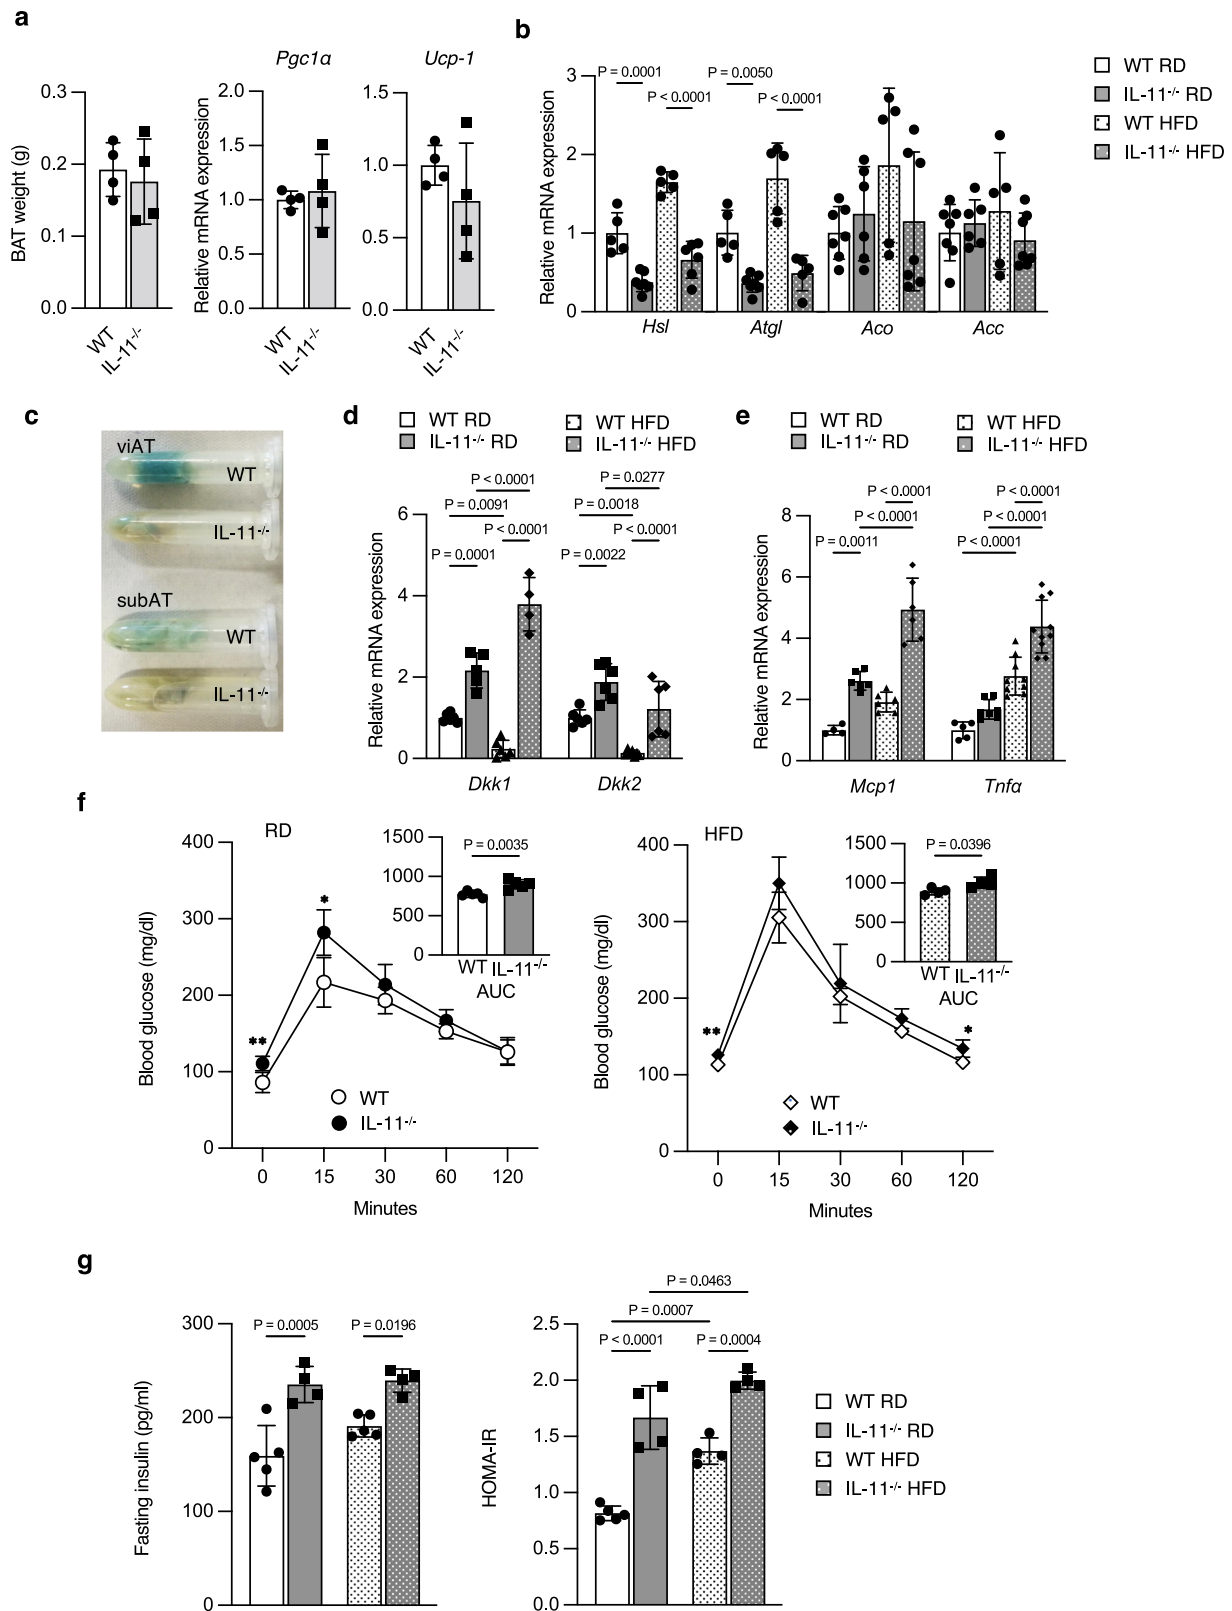 a
Pgc1α
Ucp-1
BAT weight (g)
0.3
0.2
0.1
0.0
WT
IL-11-/-
Relative mRNA expression
2.0
1.5
1.0
0.5
0.0
WT
IL-11-/-
1.5
1.0
0.5
0.0
WT
IL-11-/-
b
Relative mRNA expression
3
2
1
0
P = 0.0001
P < 0.0001
P = 0.0050
P < 0.0001
Hsl
Atgl
Aco
Acc
WT RD
IL-11-/- RD
WT HFD
IL-11-/- HFD
c
viAT
WT
IL-11-/-
subAT
WT
IL-11-/-
d
WT RD
IL-11-/- RD
WT HFD
IL-11-/- HFD
Relative mRNA expression
6
4
2
0
P < 0.0001
P = 0.0091
P < 0.0001
P = 0.0001
P = 0.0277
P = 0.0018
P < 0.0001
P = 0.0022
Dkk1
Dkk2
e
WT RD
IL-11-/- RD
WT HFD
IL-11-/- HFD
Relative mRNA expression
8
6
4
2
0
P < 0.0001
P < 0.0001
P = 0.0011
P < 0.0001
P < 0.0001
P < 0.0001
Mcp1
Tnfα
f
RD
Blood glucose (mg/dl)
400
300
200
100
0
**
*
0
15
30
60
120
Minutes
WT
IL-11-/-
1500
1000
500
0
P = 0.0035
WT
IL-11-/-
AUC
HFD
Blood glucose (mg/dl)
400
300
200
100
0
**
*
0
15
30
60
120
Minutes
WT
IL-11-/-
1500
1000
500
0
P = 0.0396
WT
IL-11-/-
AUC
g
Fasting insulin (pg/ml)
300
200
100
0
P = 0.0005
P = 0.0196
HOMA-IR
2.5
2.0
1.5
1.0
0.5
0.0
P = 0.0463
P = 0.0007
P < 0.0001
P = 0.0004
WT RD
IL-11-/- RD
WT HFD
IL-11-/- HFD